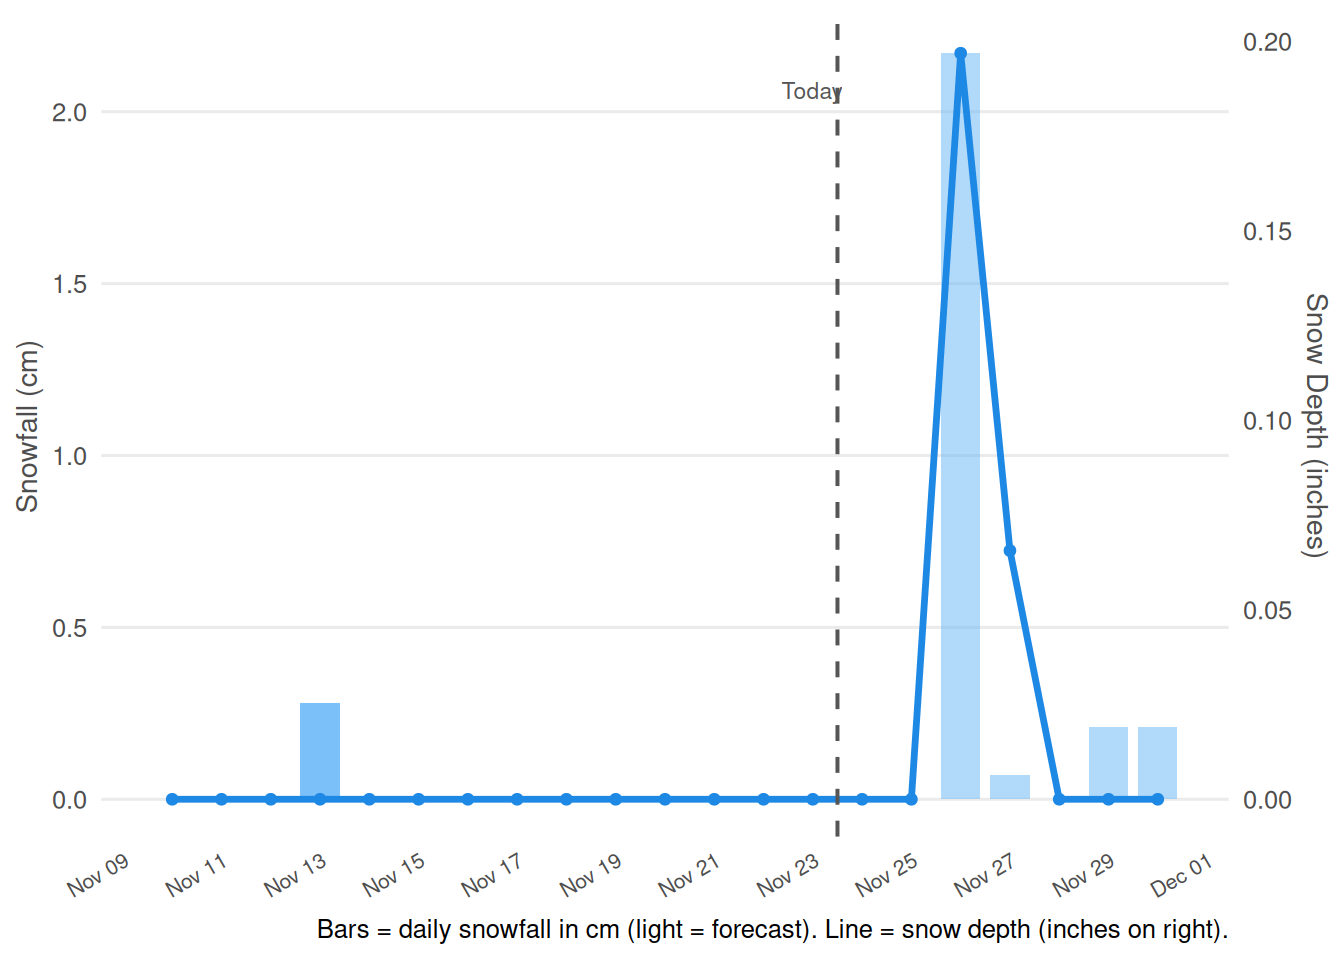 Today
Snowfall (cm)
2.0
1.5
1.0
0.5
0.0
0.20
0.15
0.10
0.05
0.00
Snow Depth (inches)
Nov 09
Nov 11
Nov 13
Nov 15
Nov 17
Nov 19
Nov 21
Nov 23
Nov 25
Nov 27
Nov 29
Dec 01
Bars = daily snowfall in cm (light = forecast). Line = snow depth (inches on right).